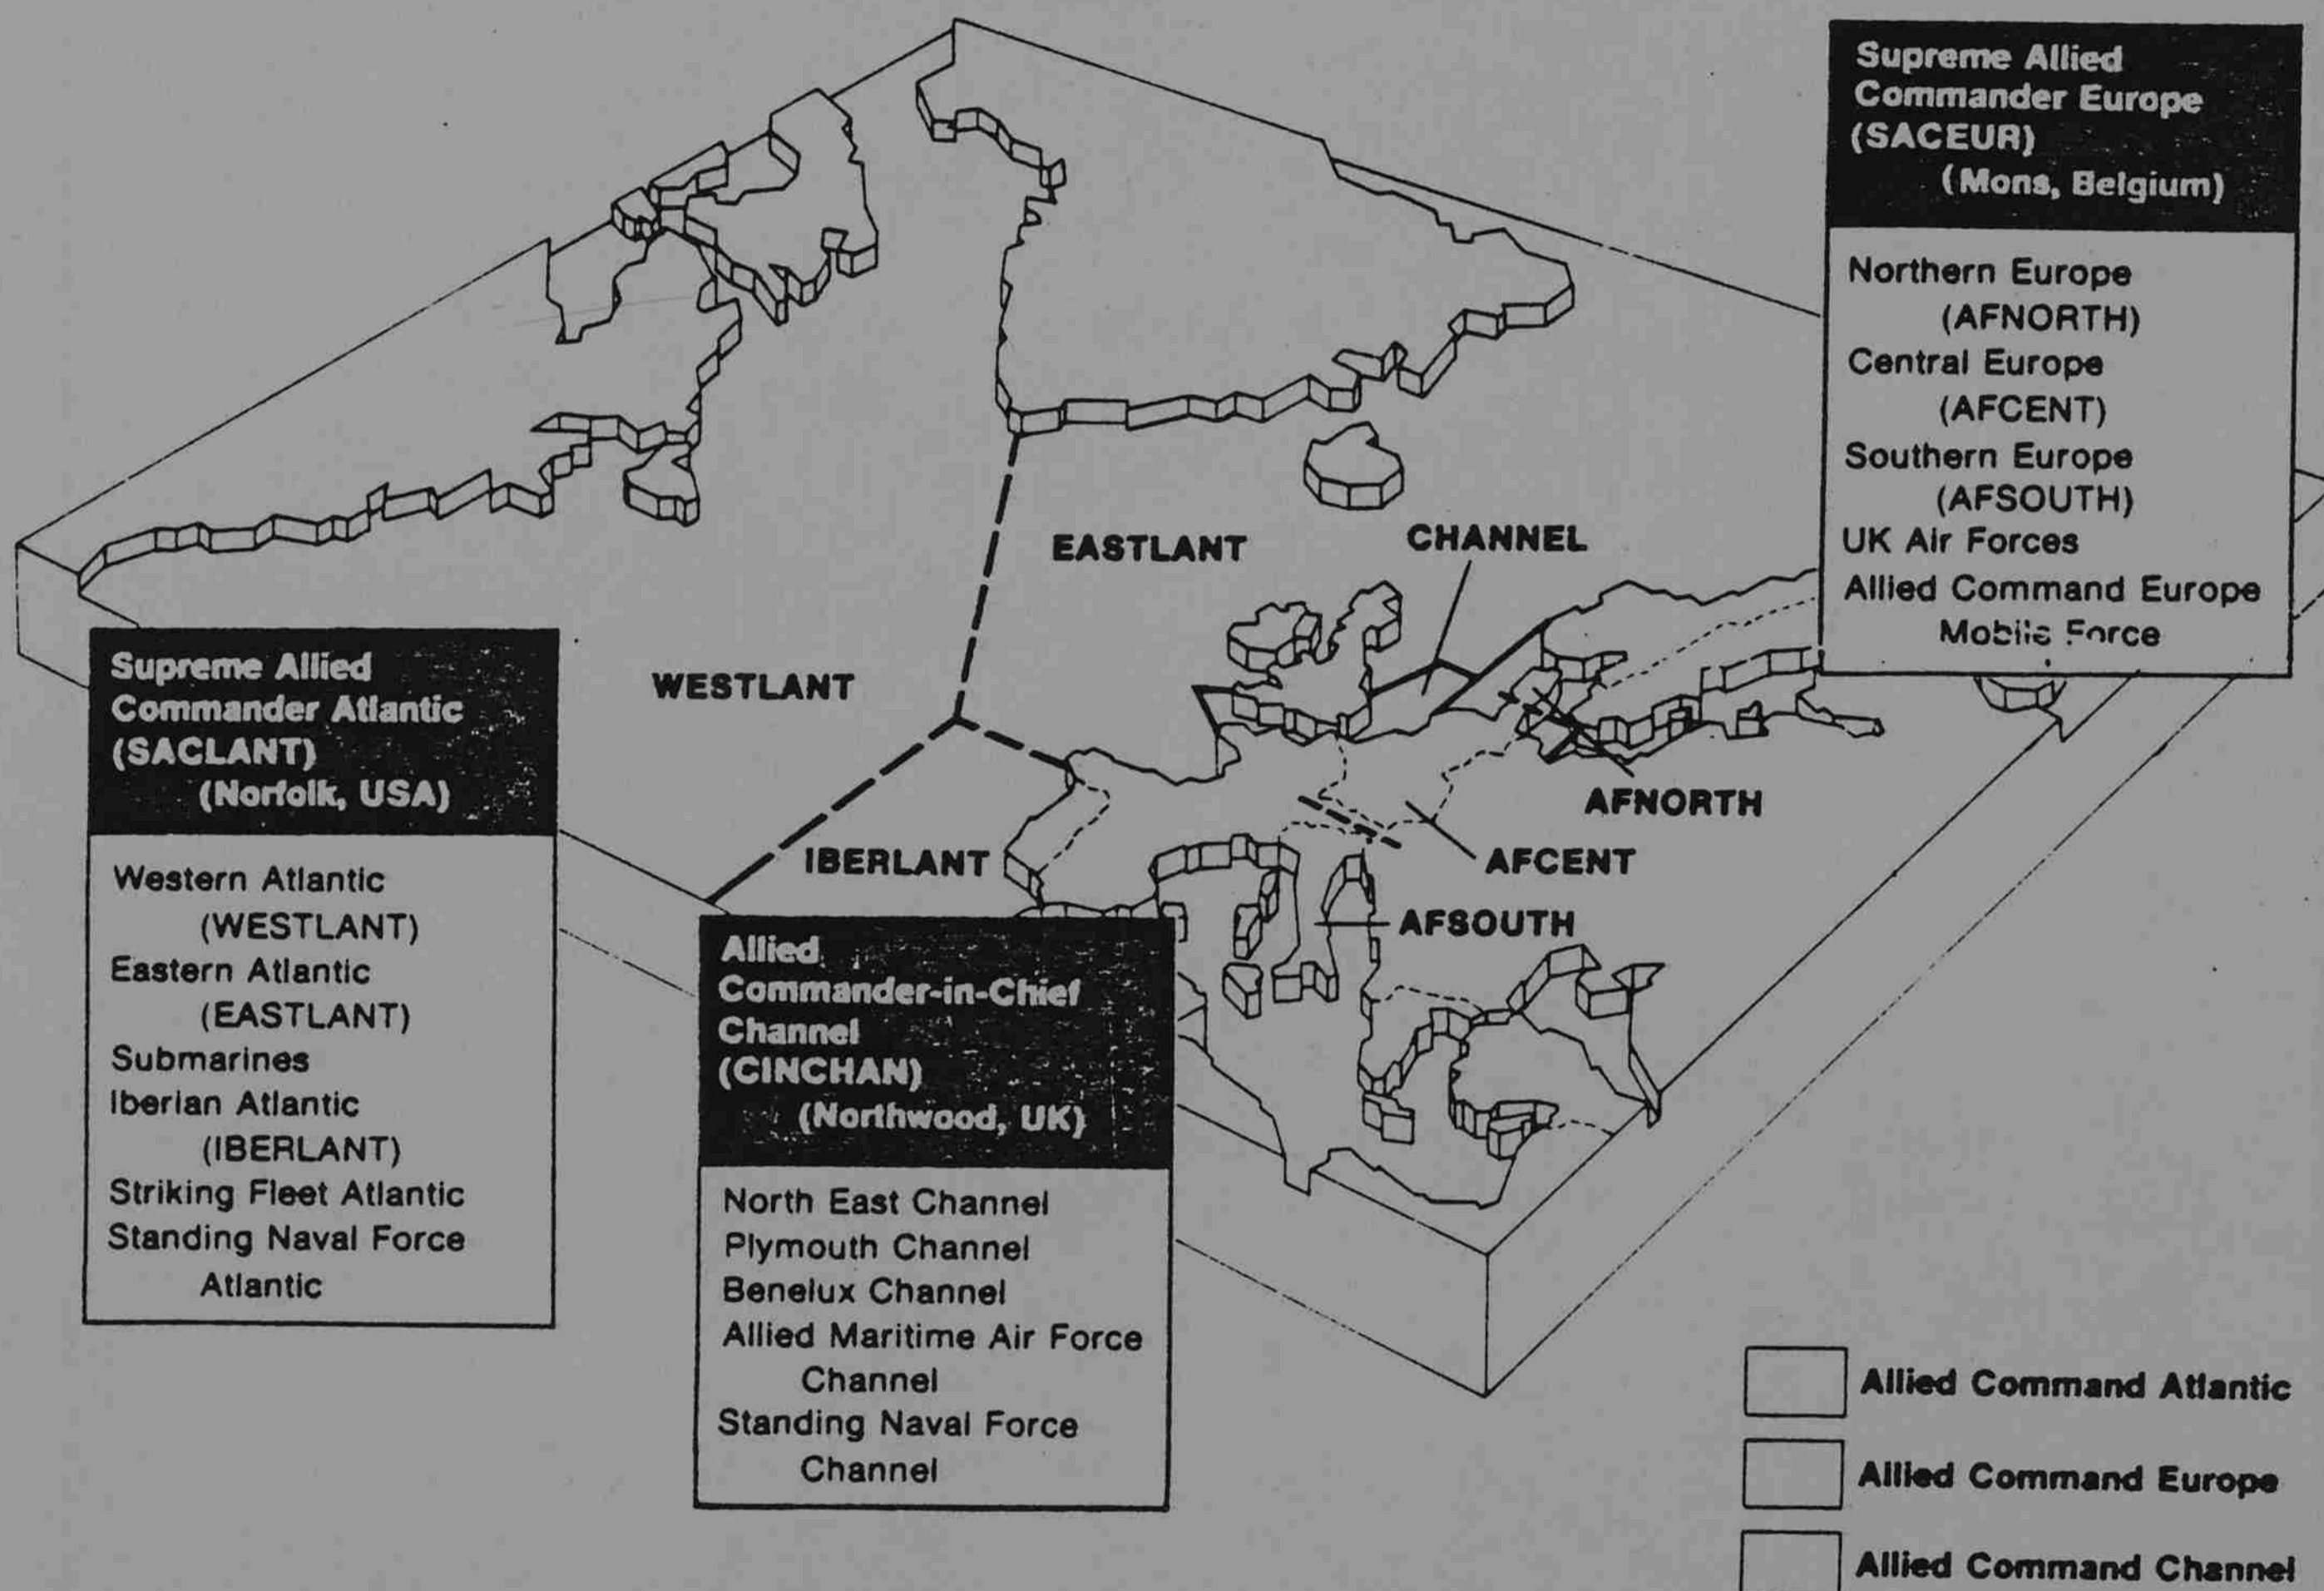 Supreme Allied
Commander Europe
(SACEUR)
(Mons, Belgium)
Northern Europe
(AFNORTH)
Central Europe
(AFCENT)
Southern Europe
(AFSOUTH)
UK Air Forces
Allied Command Europe
Mobile Force
EASTLANT
CHANNEL
WESTLANT
IBERLANT
AFNORTH
AFCENT
AFSOUTH
Supreme Allied
Commander Atlantic
(SACLANT)
(Norfolk, USA)
Western Atlantic
(WESTLANT)
Eastern Atlantic
(EASTLANT)
Submarines
Iberian Atlantic
(IBERLANT)
Striking Fleet Atlantic
Standing Naval Force
Atlantic
Allied
Commander-in-Chief
Channel
(CINCHAN)
(Northwood, UK)
North East Channel
Plymouth Channel
Benelux Channel
Allied Maritime Air Force
Channel
Standing Naval Force
Channel
Allied Command Atlantic
Allied Command Europe
Allied Command Channel